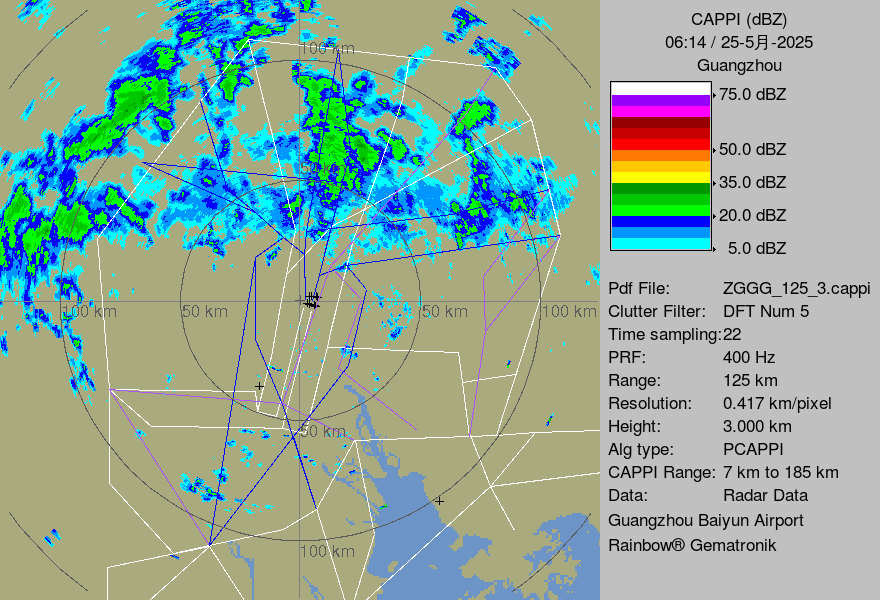 CAPPI (dBZ)
06:14 / 25-5月-2025
Guangzhou
75.0 dBZ
50.0 dBZ
35.0 dBZ
20.0 dBZ
5.0 dBZ
Pdf File: ZGGG_125_3.cappi
Clutter Filter: DFT Num 5
Time sampling:22
PRF: 400 Hz
Range: 125 km
Resolution: 0.417 km/pixel
Height: 3.000 km
Alg type: PCAPPI
CAPPI Range: 7 km to 185 km
Data: Radar Data
Guangzhou Baiyun Airport
Rainbow® Gematronik
100 km
100 km 50 km 50 km 100 km
50 km
100 km